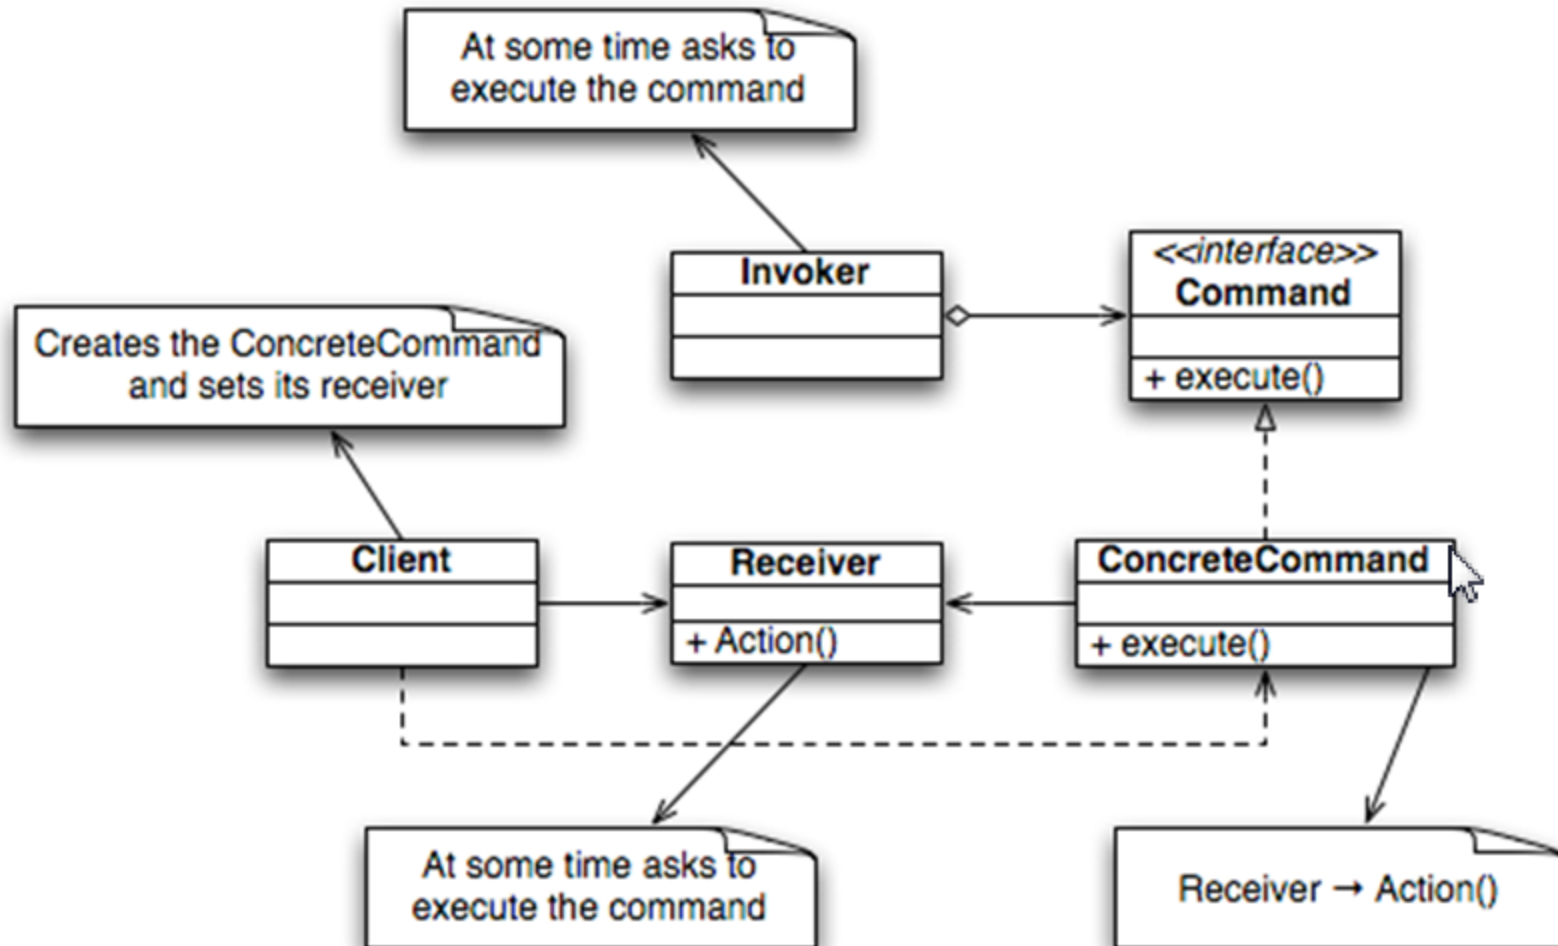 At some time asks to
execute the command
Invoker
<<interface>>
Command
+ execute()
Creates the ConcreteCommand
and sets its receiver
Client
Receiver
+ Action()
ConcreteCommand
+ execute()
At some time asks to
execute the command
Receiver → Action()